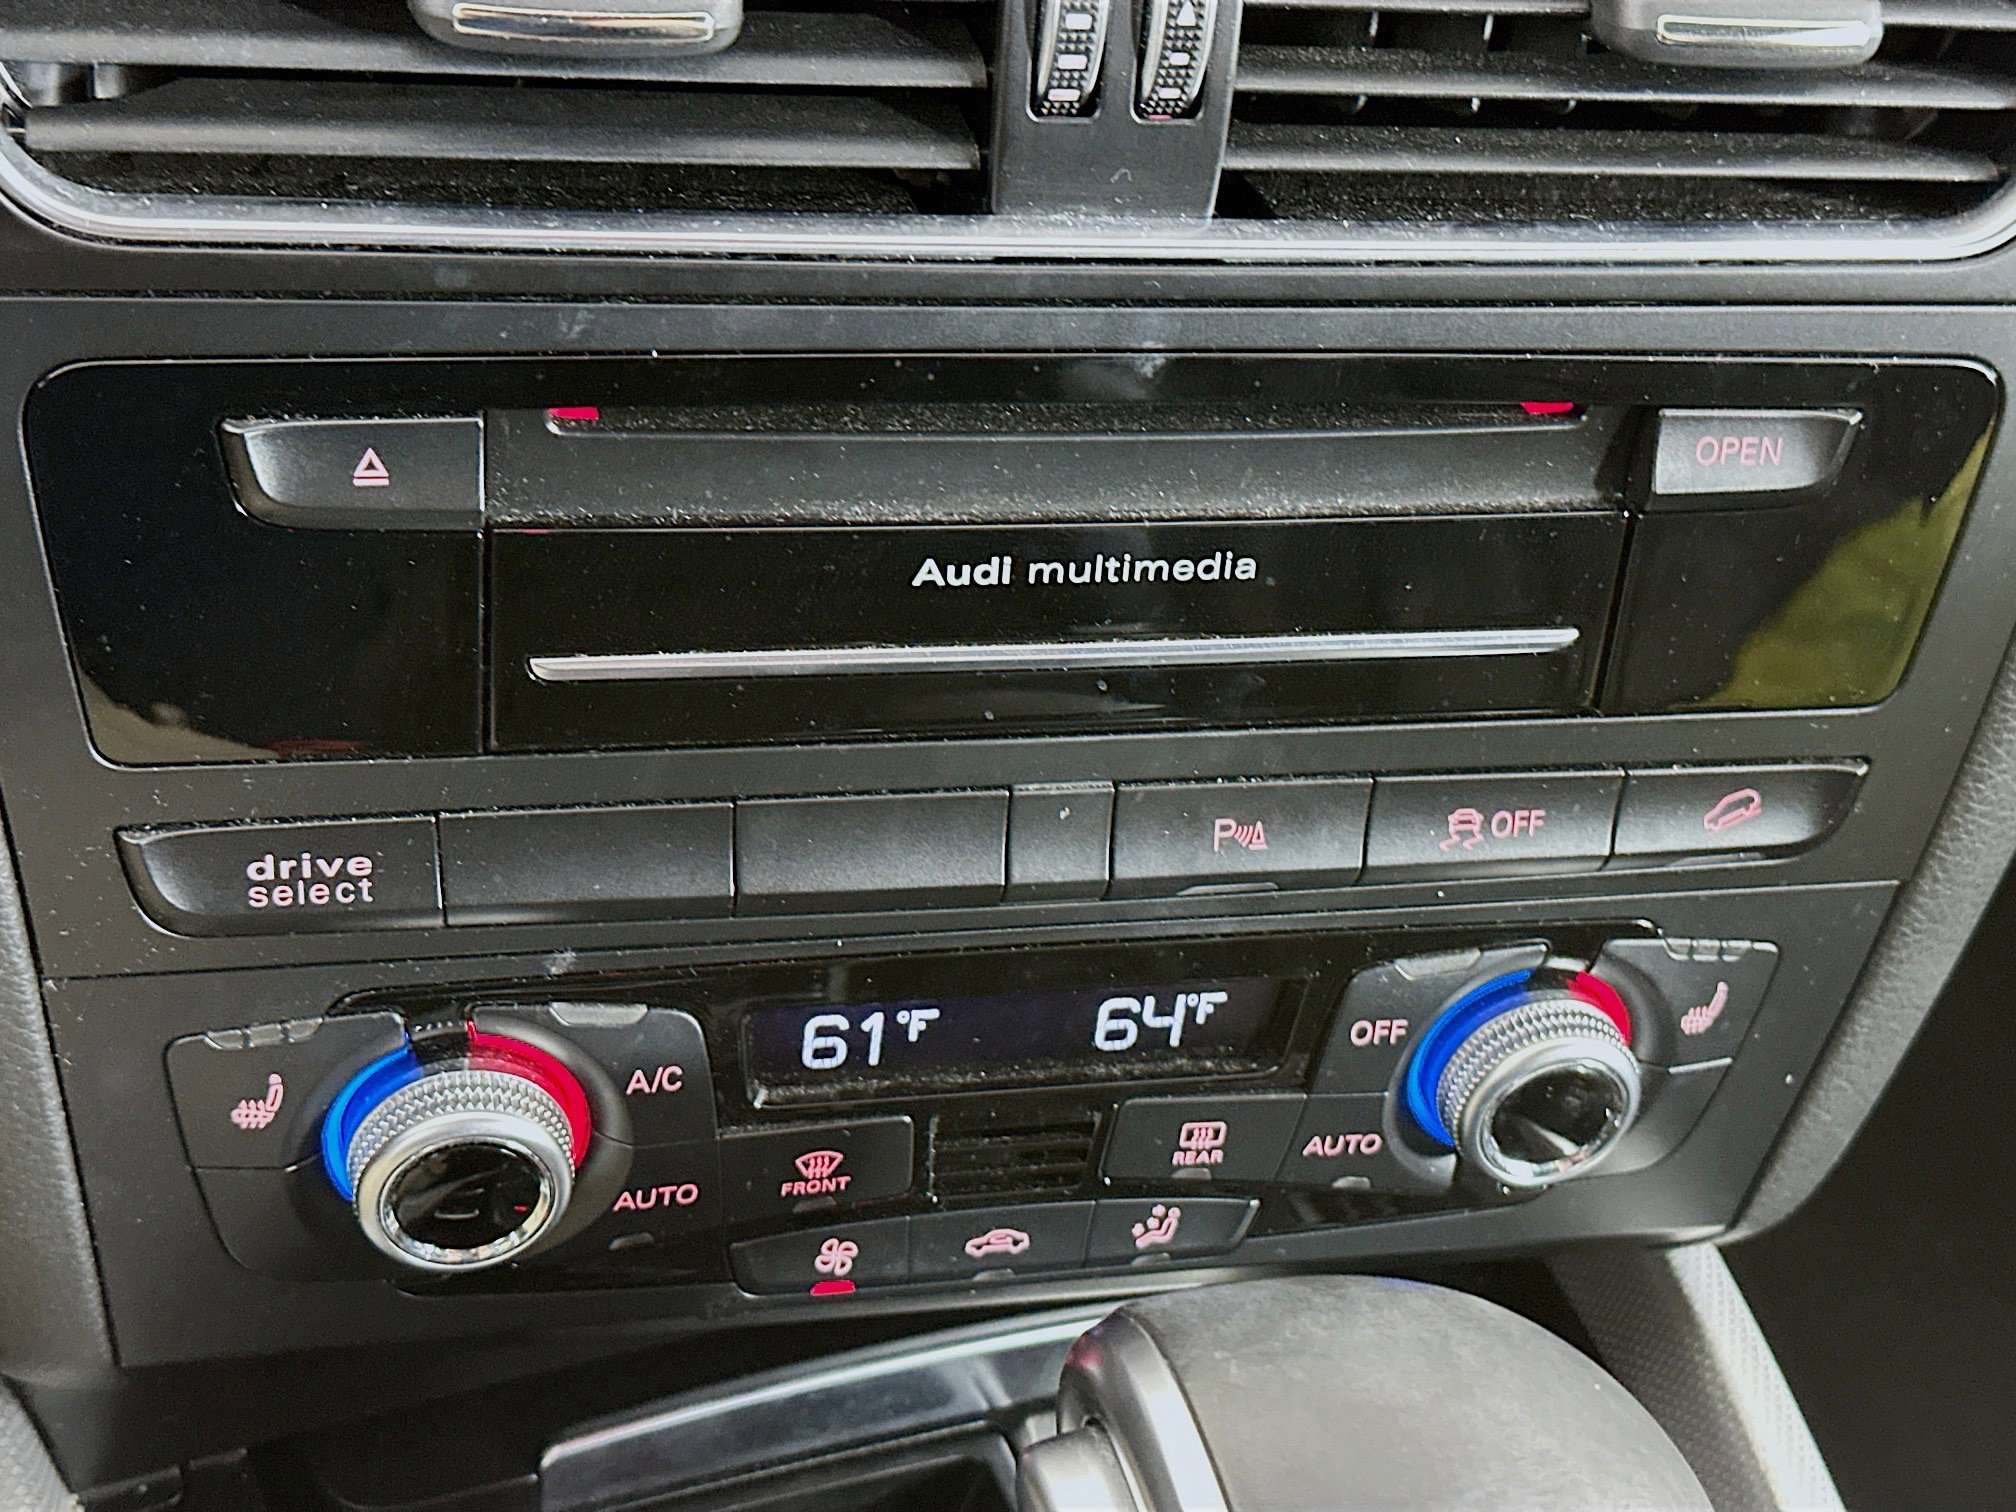 OPEN
Audi multimedia
drive
select
P
OFF
61°F
64°F
OFF
A/C
AUTO
FRONT
REAR
AUTO